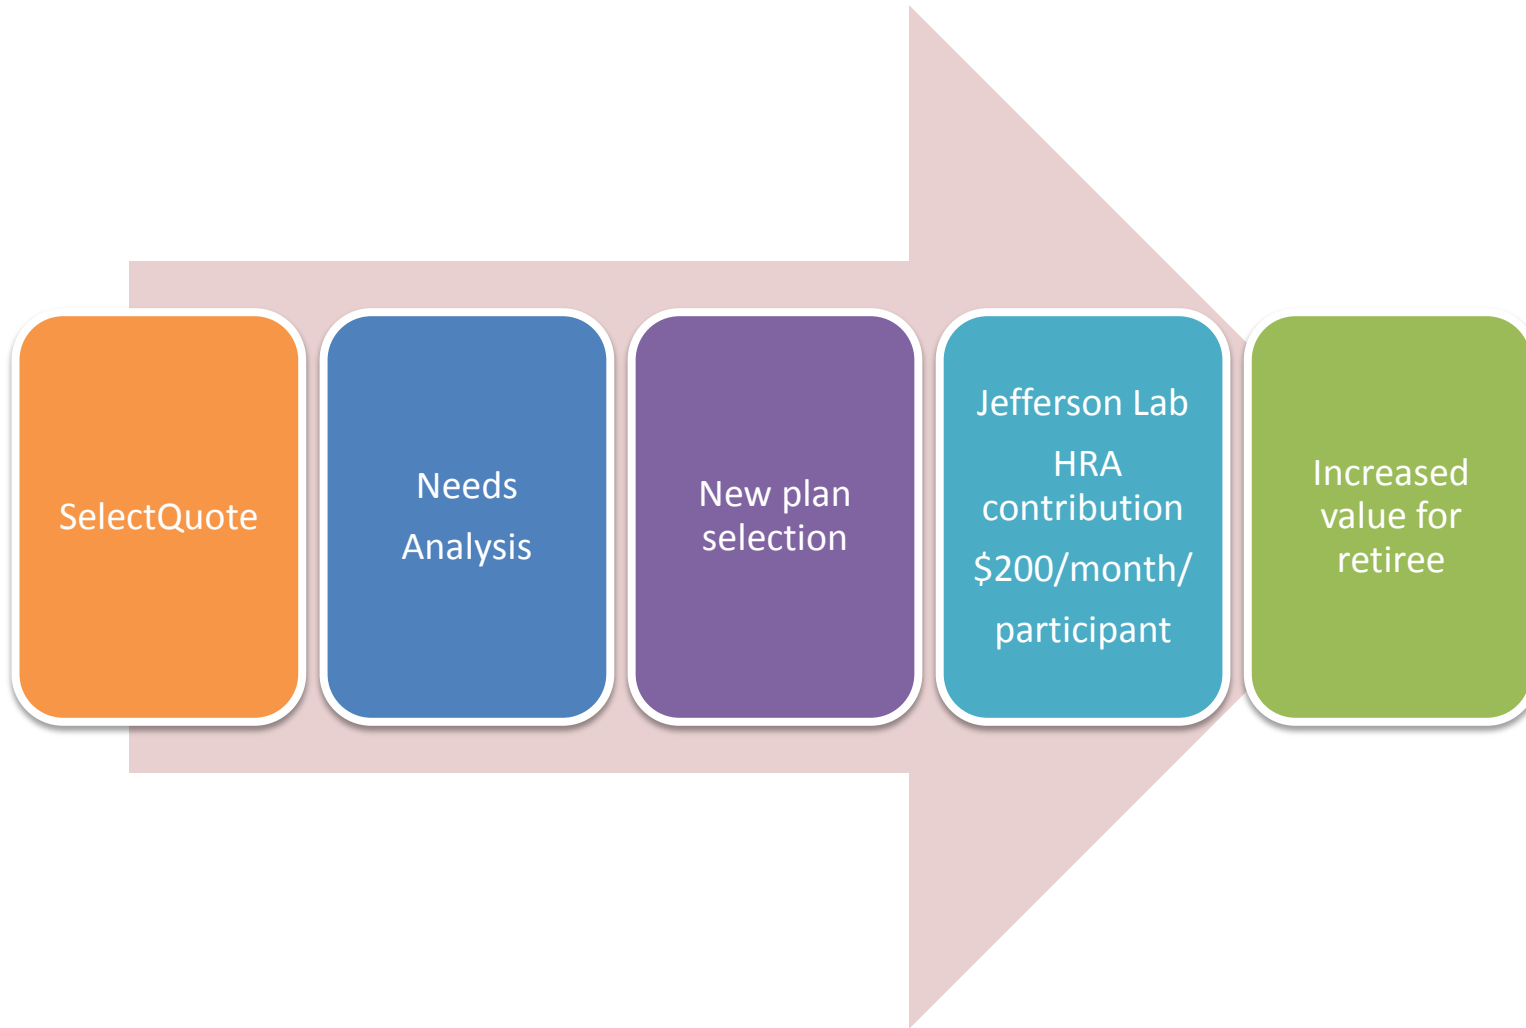 SelectQuote
Needs
Analysis
New plan
selection
Jefferson Lab
HRA
contribution
$200/month/
participant
Increased
value for
retiree